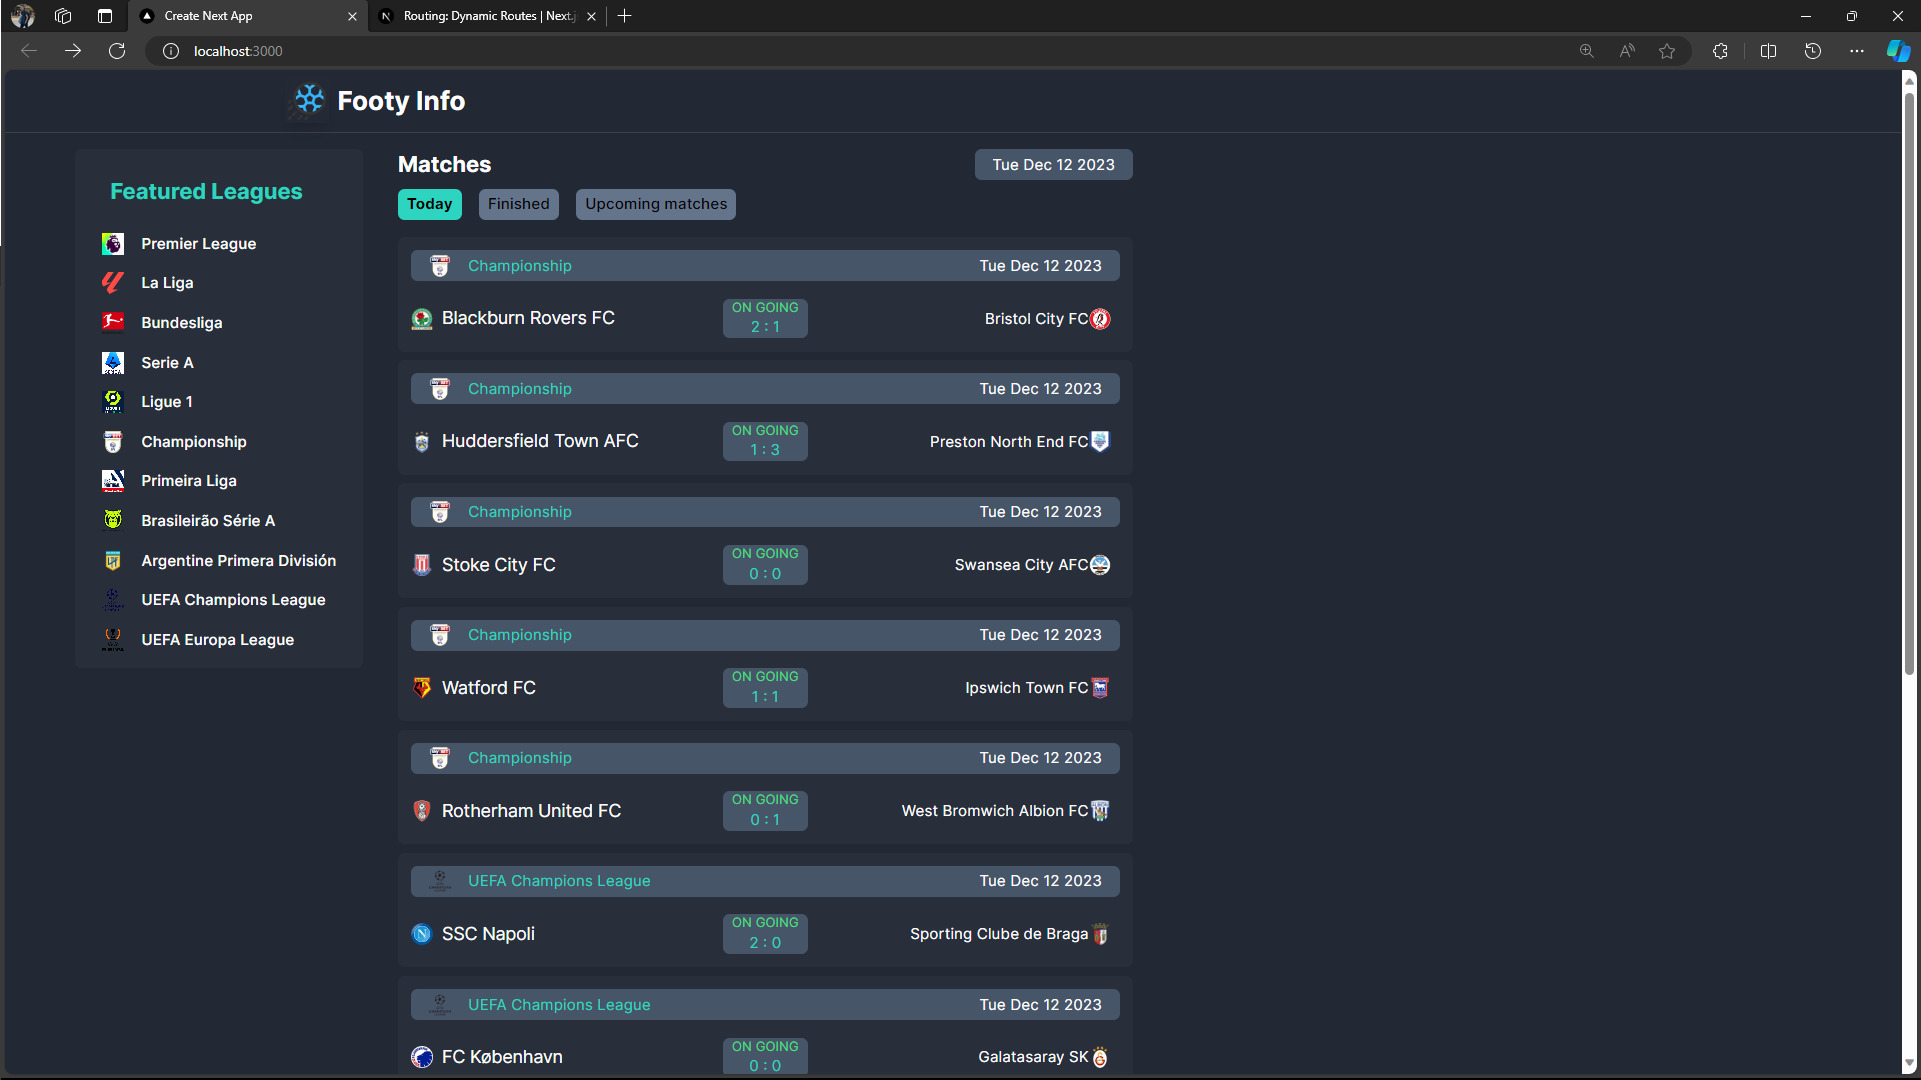 Create Next App
Routing: Dynamic Routes | Next.j
localhost:3000
Footy Info
Featured Leagues
Premier League
La Liga
Bundesliga
Serie A
Ligue 1
Championship
Primeira Liga
Brasileirão Série A
Argentine Primera División
UEFA Champions League
UEFA Europa League
Matches
Tue Dec 12 2023
Today Finished Upcoming matches
Championship Tue Dec 12 2023
Blackburn Rovers FC ON GOING 2 : 1 Bristol City FC
Championship Tue Dec 12 2023
Huddersfield Town AFC ON GOING 1 : 3 Preston North End FC
Championship Tue Dec 12 2023
Stoke City FC ON GOING 0 : 0 Swansea City AFC
Championship Tue Dec 12 2023
Watford FC ON GOING 1 : 1 Ipswich Town FC
Championship Tue Dec 12 2023
Rotherham United FC ON GOING 0 : 1 West Bromwich Albion FC
UEFA Champions League Tue Dec 12 2023
SSC Napoli ON GOING 2 : 0 Sporting Clube de Braga
UEFA Champions League Tue Dec 12 2023
FC København ON GOING 0 : 0 Galatasaray SK